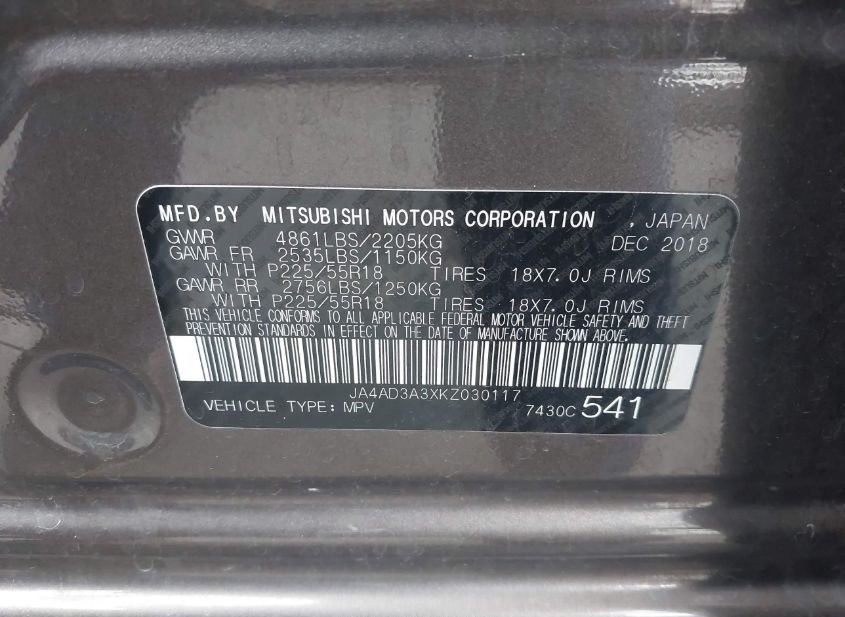 MFD.BY MITSUBISHI MOTORS CORPORATION , JAPAN
GVWR 4861LBS/2205KG DEC 2018
GAWR FR 2535LBS/1150KG
WITH P225/55R18 TIRES 18X7.0J RIMS
GAWR RR 2756LBS/1250KG
WITH P225/55R18 TIRES 18X7.0J RIMS
THIS VEHICLE CONFORMS TO ALL APPLICABLE FEDERAL MOTOR VEHICLE SAFETY AND THEFT
PREVENTION STANDARDS IN EFFECT ON THE DATE OF MANUFACTURE SHOWN ABOVE.
JA4AD3A3XKZ030117
VEHICLE TYPE: MPV 7430C 541